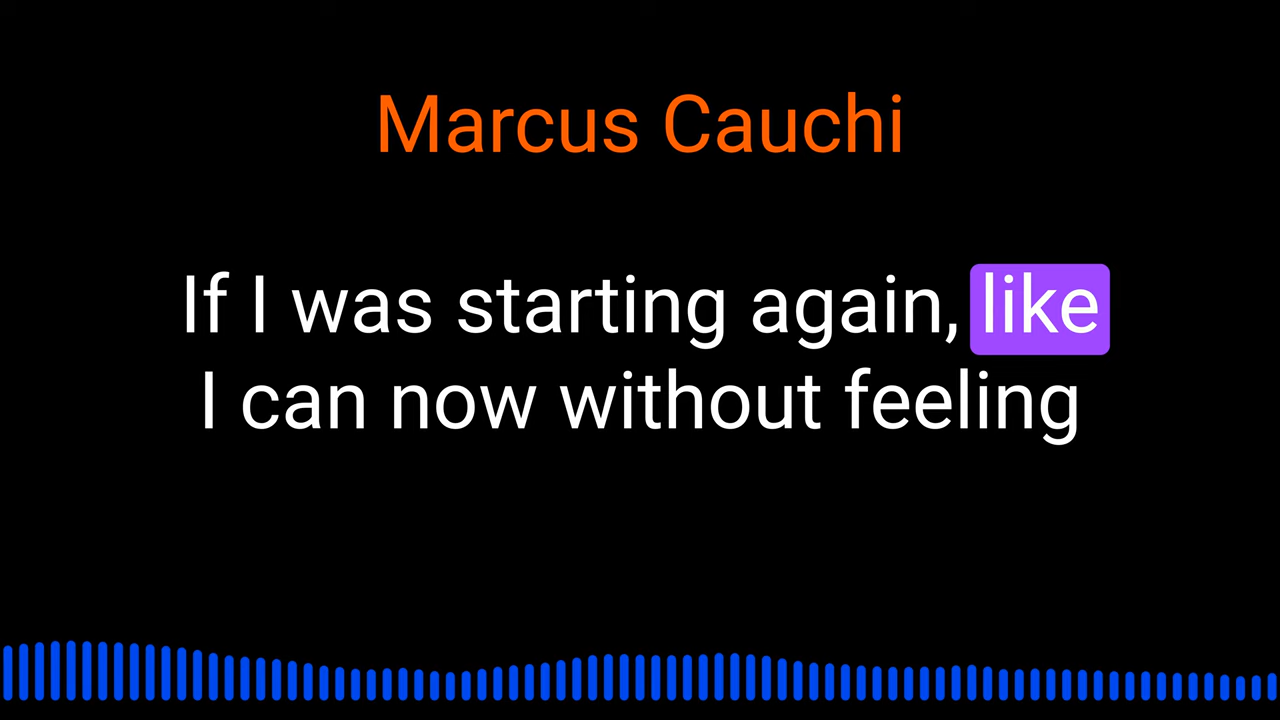 Marcus Cauchi
If I was starting again, like
I can now without feeling